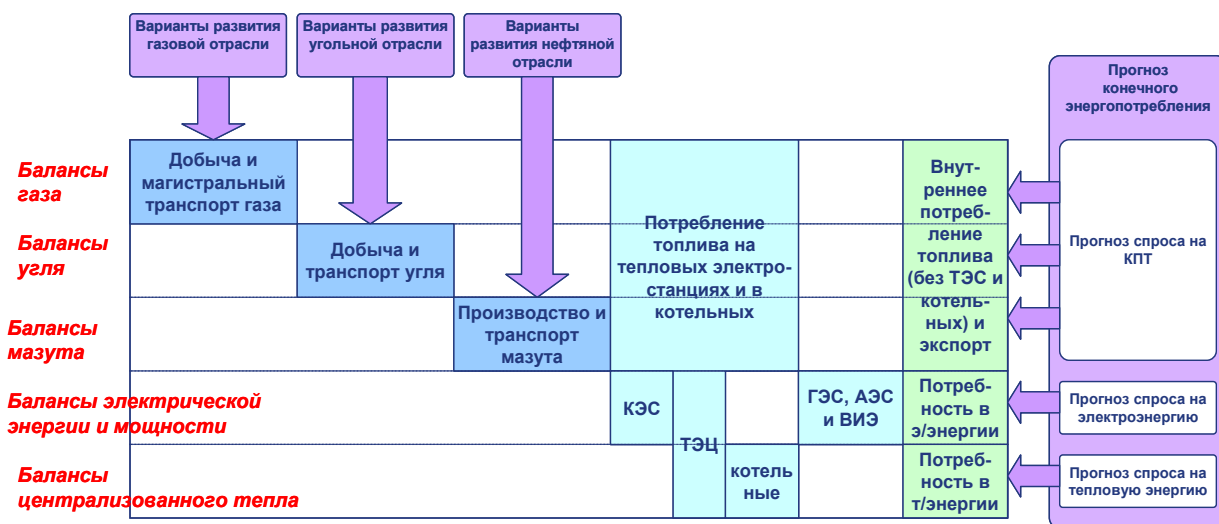 Варианты развития
газовой отрасли
Варианты развития
угольной отрасли
Варианты
развития нефтяной
отрасли
Прогноз
конечного
энергопотребления
Балансы
газа
Добыча и
магистральный
транспорт газа
Балансы
угля
Добыча и
транспорт угля
Балансы
мазута
Производство и
транспорт
мазута
Потребление
топлива на
тепловых электро-
станциях и в
котельных
Внут-
реннее
потреб-
ление
топлива
(без ТЭС и
котель-
ных) и
экспорт
Прогноз спроса на
КПТ
Балансы электрической
энергии и мощности
КЭС
ТЭЦ
ГЭС, АЭС
и ВИЭ
Потреб-
ность в
э/энергии
Прогноз спроса на
электроэнергию
Балансы
централизованного тепла
котель
ные
Потреб-
ность в
т/энергии
Прогноз спроса на
тепловую энергию